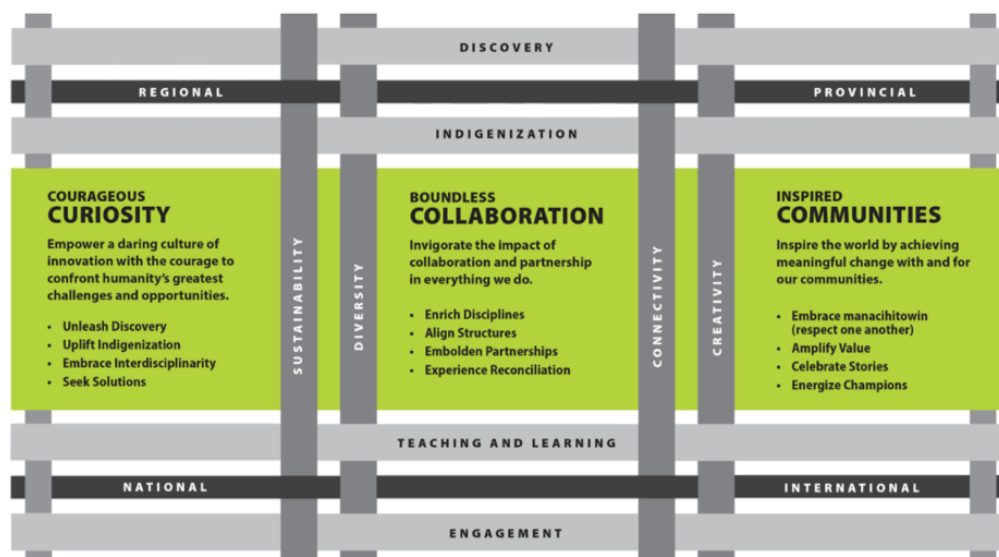 DISCOVERY
REGIONAL
PROVINCIAL
INDIGENIZATION
COURAGEOUS
CURIOSITY
Empower a daring culture of
innovation with the courage to
confront humanity's greatest
challenges and opportunities.
• Unleash Discovery
• Uplift Indigenization
• Embrace Interdisciplinarity
• Seek Solutions
SUSTAINABILITY
DIVERSITY
BOUNDLESS
COLLABORATION
Invigorate the impact of
collaboration and partnership
in everything we do.
• Enrich Disciplines
• Align Structures
• Embolden Partnerships
• Experience Reconciliation
CONNECTIVITY
CREATIVITY
INSPIRED
COMMUNITIES
Inspire the world by achieving
meaningful change with and for
our communities.
• Embrace manacihitowin
(respect one another)
• Amplify Value
• Celebrate Stories
• Energize Champions
TEACHING AND LEARNING
NATIONAL
INTERNATIONAL
ENGAGEMENT